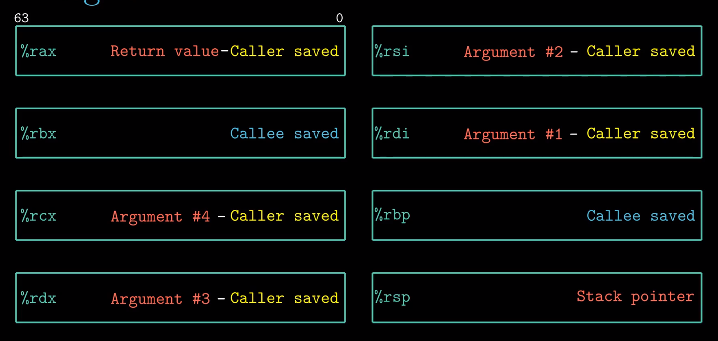 63 0
%rax Return value-Caller saved
%rbx Callee saved
%rcx Argument #4 - Caller saved
%rdx Argument #3 - Caller saved
%rsi Argument #2 - Caller saved
%rdi Argument #1 - Caller saved
%rbp Callee saved
%rsp Stack pointer